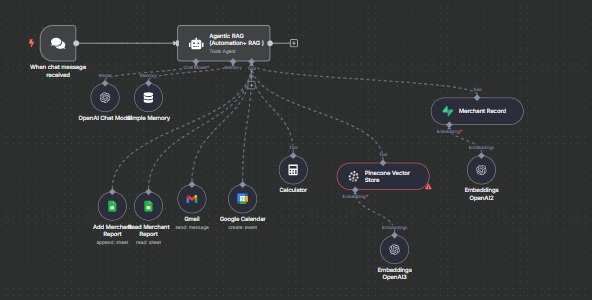 Agentic RAG
(Automation+ RAG )
Tools Agent
When chat message
received
Chat Model*
Memory
Tool
Model
Memory
OpenAI Chat Model
Simple Memory
Tool
Merchant Record
Embedding*
Embeddings
Embeddings
OpenAI2
Tool
Calculator
Tool
Pinecone Vector
Store
Embedding*
Embeddings
Embeddings
OpenAI3
Add Merchant
Report
append: sheet
Read Merchant
Report
read: sheet
Gmail
send: message
Google Calendar
create: event